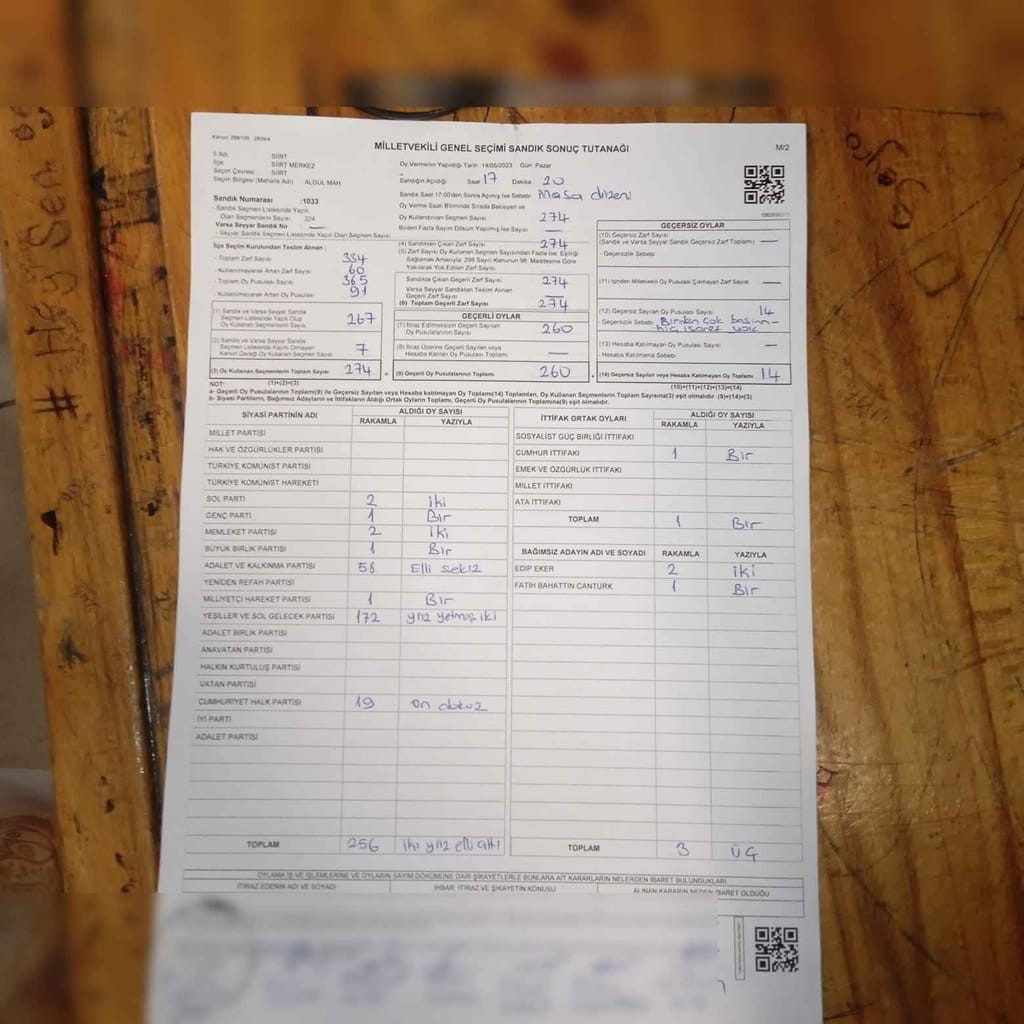 Kanun: 298/105, 2839/4
MİLLETVEKİLİ GENEL SEÇİMİ SANDIK SONUÇ TUTANAĞI
M/2
İl Adı SİİRT
İlçe SİİRT MERKEZ
Seçim Çevresi SİİRT
Seçim Bölgesi (Mahalle Adı) ALGÜL MAH
Sandık Numarası :1033
- Sandık Seçmen Listesinde Yazılı
Olan Seçmenlerin Sayısı 324
Varsa Seyyar Sandık No : —
- Seyyar Sandık Seçmen Listesinde Yazılı Olan Seçmen Sayısı
Oy Vermenin Yapıldığı Tarih :14/05/2023 Gün Pazar
Sandığın Açıldığı Saat 17 Dakika 20
Sandık Saat 17:00'den Sonra Açılmış İse Sebebi Masa düzeni
Oy Verme Saati Bitiminde Sırada Bekleyen ve
Oy Kullandırılan Seçmen Sayısı 274
Birden Fazla Sayım Döküm Yapılmış İse Sayısı —
İlçe Seçim Kurulundan Teslim Alınan :
- Toplam Zarf Sayısı 334
- Kullanılmayarak Artan Zarf Sayısı 60
- Toplam Oy Pusulası 365
- Kullanılmayarak Artan Oy Pusulası 91
(1) Sandık ve Varsa Seyyar Sandık
Seçmen Listesinde Yazılı Olup
Oy Kullanan Seçmenlerin Sayısı 267
(2) Sandık ve Varsa Seyyar Sandık
Seçmen Listesinde Kayıtlı Olmayan
Kanun Gereği Oy Kullanan Seçmen Sayısı 7
(3) Oy Kullanan Seçmenlerin Toplam Sayısı 274
(1)+(2)=(3)
(4) Sandıktan Çıkan Zarf Sayısı 274
(5) Zarf Sayısı Oy Kullanan Seçmen Sayısından Fazla İse; Eşitliği
Sağlamak Amacıyla; 298 Sayılı Kanunun 98. Maddesine Göre
Yakılarak Yok Edilen Zarf Sayısı
Sandıkta Çıkan Geçerli Zarf Sayısı 274
Varsa Seyyar Sandıktan Teslim Alınan
Geçerli Zarf Sayısı —
(6) Toplam Geçerli Zarf Sayısı 274
GEÇERLİ OYLAR
(7) İtiraz Edilmeksizin Geçerli Sayılan
Oy Pusulalarının Sayısı 260
(8) İtiraz Üzerine Geçerli Sayılan veya
Hesaba Katılan Oy Pusulası Toplamı —
(9) Geçerli Oy Pusulalarının Toplamı 260
GEÇERSİZ OYLAR
(10) Geçersiz Zarf Sayısı
(Sandık ve Varsa Seyyar Sandık Geçersiz Zarf Toplamı) —
- Geçersizlik Sebebi
(11) İçinden Milletvekili Oy Pusulası Çıkmayan Zarf Sayısı —
(12) Geçersiz Sayılan Oy Pusulası Sayısı 14
- Geçersizlik Sebebi Birden çok basım-
hiç işaret yok
(13) Hesaba Katılmayan Oy Pusulası Sayısı —
- Hesaba Katılmama Sebebi
(14) Geçersiz Sayılan veya Hesaba Katılmayan Oy Toplamı 14
(10)+(11)+(12)+(13)=(14)
NOT:
a- Geçerli Oy Pusulalarının Toplamı(9) ile Geçersiz Sayılan veya Hesaba katılmayan Oy Toplamı(14) Toplamları, Oy Kullanan Seçmenlerin Toplam Sayısına(3) eşit olmalıdır. (9)+(14)=(3)
b- Siyasi Partilerin, Bağımsız Adayların ve İttifakların Aldığı Ortak Oyların Toplamı, Geçerli Oy Pusulalarının Toplamına(9) eşit olmalıdır.
SİYASİ PARTİNİN ADI ALDIĞI OY SAYISI
RAKAMLA YAZIYLA
MİLLET PARTİSİ
HAK VE ÖZGÜRLÜKLER PARTİSİ
TÜRKİYE KOMÜNİST PARTİSİ
TÜRKİYE KOMÜNİST HAREKETİ
SOL PARTİ 2 iki
GENÇ PARTİ 1 Bir
MEMLEKET PARTİSİ 2 iki
BÜYÜK BİRLİK PARTİSİ 1 Bir
ADALET VE KALKINMA PARTİSİ 58 Elli sekiz
YENİDEN REFAH PARTİSİ
MİLLİYETÇİ HAREKET PARTİSİ 1 Bir
YEŞİLLER VE SOL GELECEK PARTİSİ 172 yüz yetmiş iki
ADALET BİRLİK PARTİSİ
ANAVATAN PARTİSİ
HALKIN KURTULUŞ PARTİSİ
VATAN PARTİSİ
CUMHURİYET HALK PARTİSİ 19 on dokuz
İYİ PARTİ
ADALET PARTİSİ
TOPLAM 256 iki yüz elli altı
İTTİFAK ORTAK OYLARI ALDIĞI OY SAYISI
RAKAMLA YAZIYLA
SOSYALİST GÜÇ BİRLİĞİ İTTİFAKI
CUMHUR İTTİFAKI 1 Bir
EMEK VE ÖZGÜRLÜK İTTİFAKI
MİLLET İTTİFAKI
ATA İTTİFAKI
TOPLAM 1 Bir
BAĞIMSIZ ADAYIN ADI VE SOYADI RAKAMLA YAZIYLA
EDİP EKER 2 iki
FATİH BAHATTİN CANTÜRK 1 Bir
TOPLAM 3 ÜÇ
OYLAMA İŞ VE İŞLEMLERİNE VE OYLARIN SAYIM DÖKÜMÜNE DAİR ŞİKAYETLERLE BUNLARA AİT KARARLARIN NELERDEN İBARET BULUNDUKLARI
İTİRAZ EDENİN ADI VE SOYADI İHBAR, İTİRAZ VE ŞİKAYETİN KONUSU ALINAN KARARIN NEDEN İBARET OLDUĞU